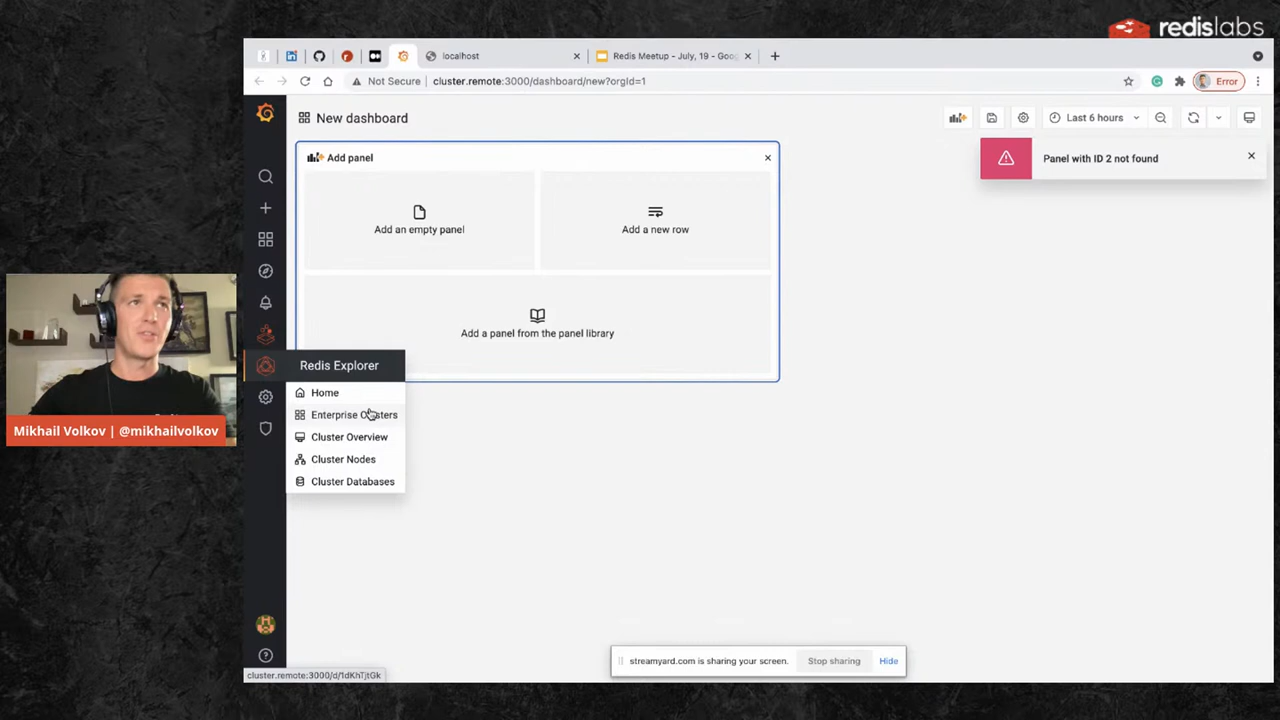 redislabs
localhost
Redis Meetup - July, 19 - Goo
Not Secure
cluster.remote:3000/dashboard/new?orgId=1
Error
New dashboard
Last 6 hours
Panel with ID 2 not found
Add panel
Add an empty panel
Add a new row
Add a panel from the panel library
Redis Explorer
Home
Enterprise Clusters
Cluster Overview
Cluster Nodes
Cluster Databases
Mikhail Volkov | @mikhailvolkov
streamyard.com is sharing your screen.
Stop sharing
Hide
cluster.remote:3000/d/1dKhTjtGk